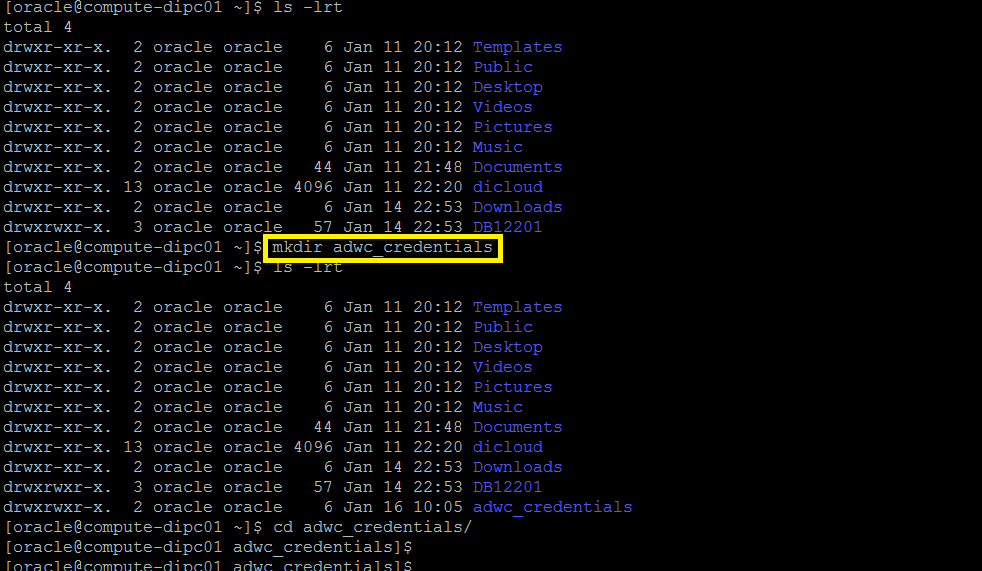 [oracle@compute-dipc01 ~]$ ls -lrt
total 4
drwxr-xr-x.  2 oracle oracle    6 Jan 11 20:12 Templates
drwxr-xr-x.  2 oracle oracle    6 Jan 11 20:12 Public
drwxr-xr-x.  2 oracle oracle    6 Jan 11 20:12 Desktop
drwxr-xr-x.  2 oracle oracle    6 Jan 11 20:12 Videos
drwxr-xr-x.  2 oracle oracle    6 Jan 11 20:12 Pictures
drwxr-xr-x.  2 oracle oracle    6 Jan 11 20:12 Music
drwxr-xr-x.  2 oracle oracle   44 Jan 11 21:48 Documents
drwxr-xr-x. 13 oracle oracle 4096 Jan 11 22:20 dicloud
drwxr-xr-x.  2 oracle oracle    6 Jan 14 22:53 Downloads
drwxrwxr-x.  3 oracle oracle   57 Jan 14 22:53 DB12201
[oracle@compute-dipc01 ~]$ mkdir adwc_credentials
[oracle@compute-dipc01 ~]$ ls -lrt
total 4
drwxr-xr-x.  2 oracle oracle    6 Jan 11 20:12 Templates
drwxr-xr-x.  2 oracle oracle    6 Jan 11 20:12 Public
drwxr-xr-x.  2 oracle oracle    6 Jan 11 20:12 Desktop
drwxr-xr-x.  2 oracle oracle    6 Jan 11 20:12 Videos
drwxr-xr-x.  2 oracle oracle    6 Jan 11 20:12 Pictures
drwxr-xr-x.  2 oracle oracle    6 Jan 11 20:12 Music
drwxr-xr-x.  2 oracle oracle   44 Jan 11 21:48 Documents
drwxr-xr-x. 13 oracle oracle 4096 Jan 11 22:20 dicloud
drwxr-xr-x.  2 oracle oracle    6 Jan 14 22:53 Downloads
drwxrwxr-x.  3 oracle oracle   57 Jan 14 22:53 DB12201
drwxrwxr-x.  2 oracle oracle    6 Jan 16 10:05 adwc_credentials
[oracle@compute-dipc01 ~]$ cd adwc_credentials/
[oracle@compute-dipc01 adwc_credentials]$
[oracle@compute-dipc01 adwc_credentials]$